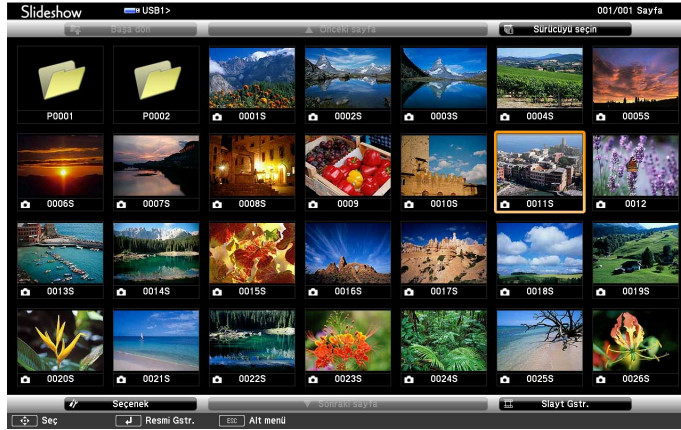 Slideshow USB1> 001/001 Sayfa
Başa dön Önceki sayfa Sürücüyü seçin
P0001 P0002 0001S 0002S 0003S 0004S 0005S
0006S 0007S 0008S 0009 0010S 0011S 0012
0013S 0014S 0015S 0016S 0017S 0018S 0019S
0020S 0021S 0022S 0023S 0024S 0025S 0026S
Seçenek Sonraki sayfa Slayt Gstr.
Seç Resmi Gstr. ESC Alt menü